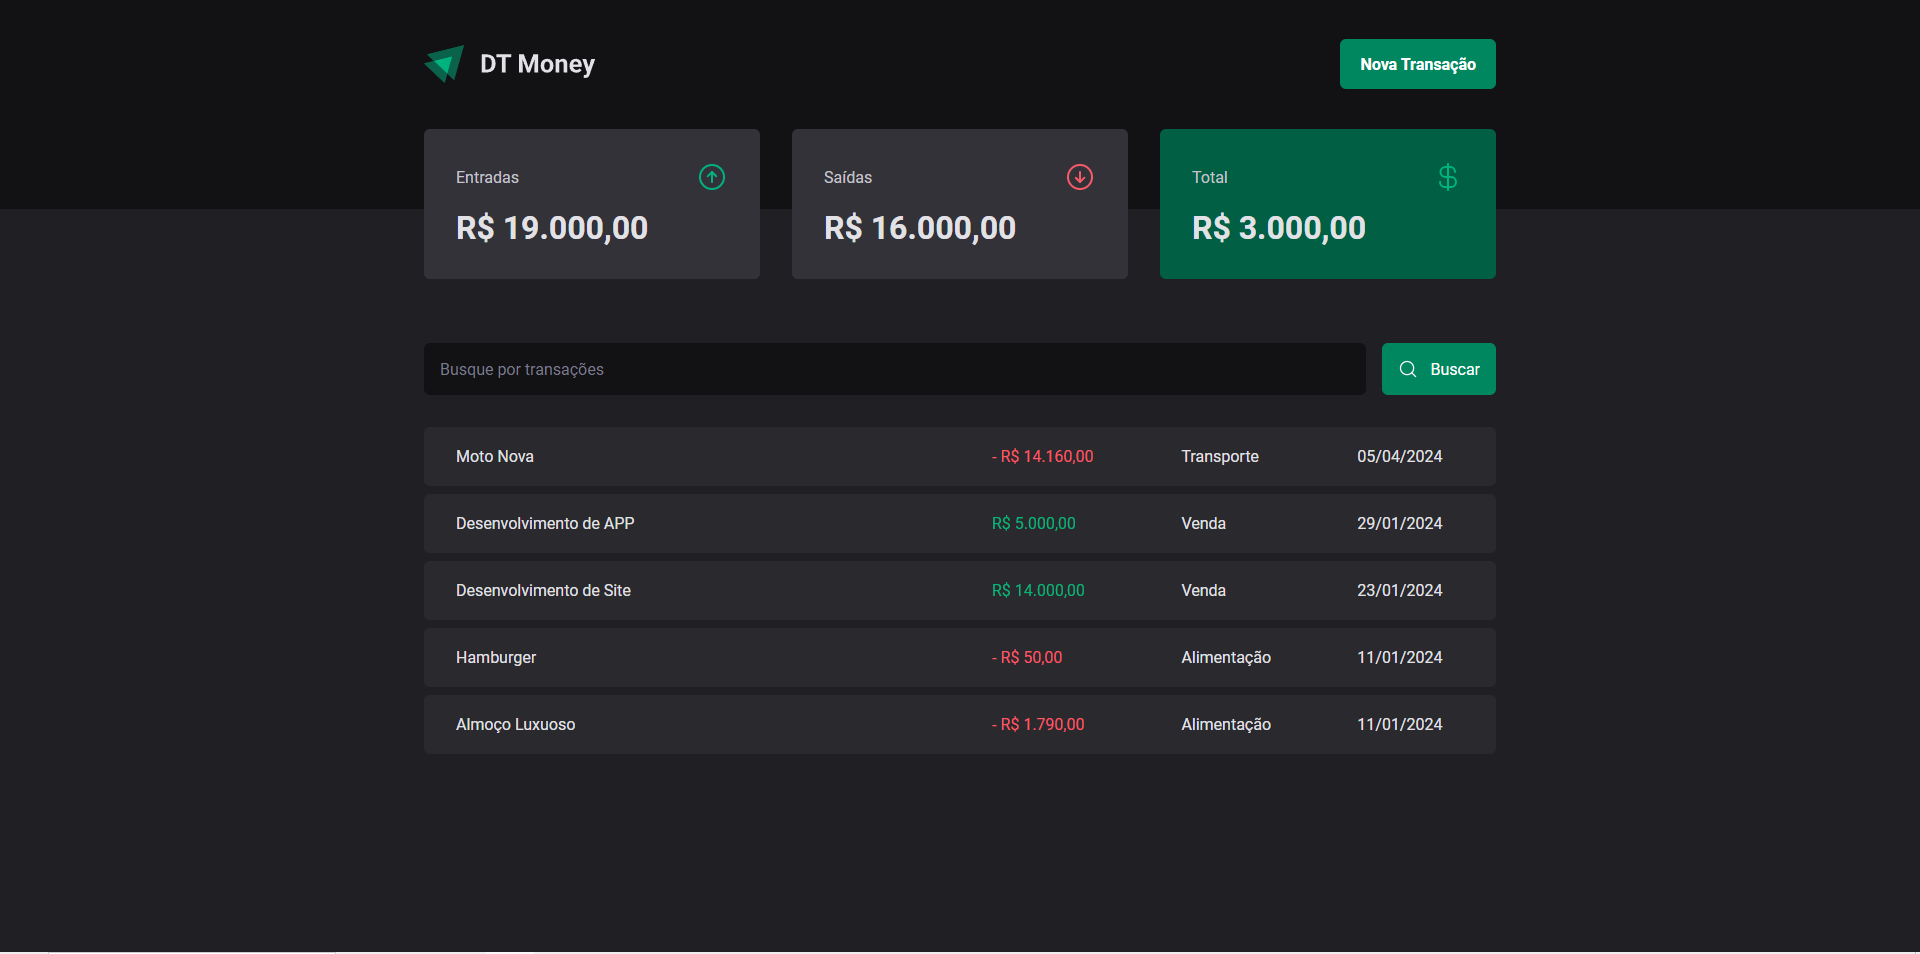 DT Money
Nova Transação
Entradas
R$ 19.000,00
Saídas
R$ 16.000,00
Total
$
R$ 3.000,00
Busque por transações
Buscar
Moto Nova - R$ 14.160,00 Transporte 05/04/2024
Desenvolvimento de APP R$ 5.000,00 Venda 29/01/2024
Desenvolvimento de Site R$ 14.000,00 Venda 23/01/2024
Hamburger - R$ 50,00 Alimentação 11/01/2024
Almoço Luxuoso - R$ 1.790,00 Alimentação 11/01/2024